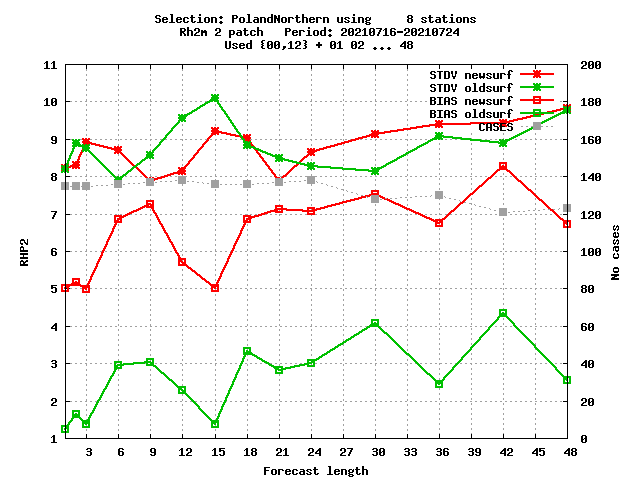 Selection: PolandNorthern using     8 stations
Rh2m 2 patch   Period: 20210716-20210724
Used {00,12} + 01 02 ... 48
STDV newsurf
STDV oldsurf
BIAS newsurf
BIAS oldsurf
CASES
11
10
9
8
7
6
5
4
3
2
1
RHP2
200
180
160
140
120
100
80
60
40
20
0
No cases
3 6 9 12 15 18 21 24 27 30 33 36 39 42 45 48
Forecast length